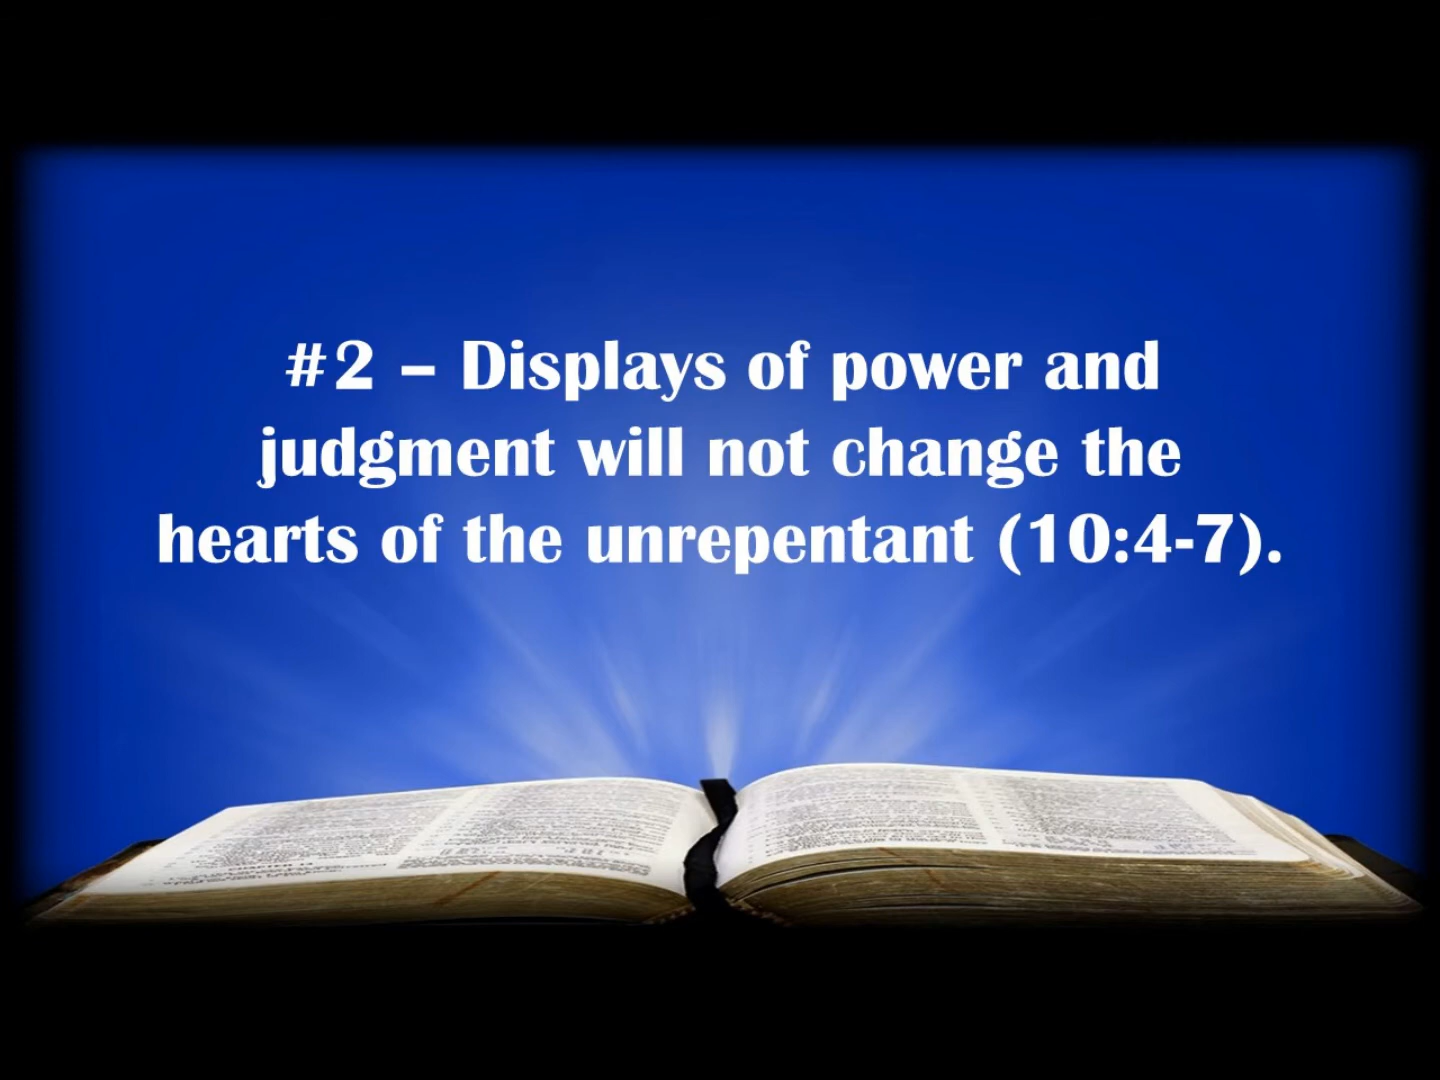 #2 – Displays of power and
judgment will not change the
hearts of the unrepentant (10:4-7).